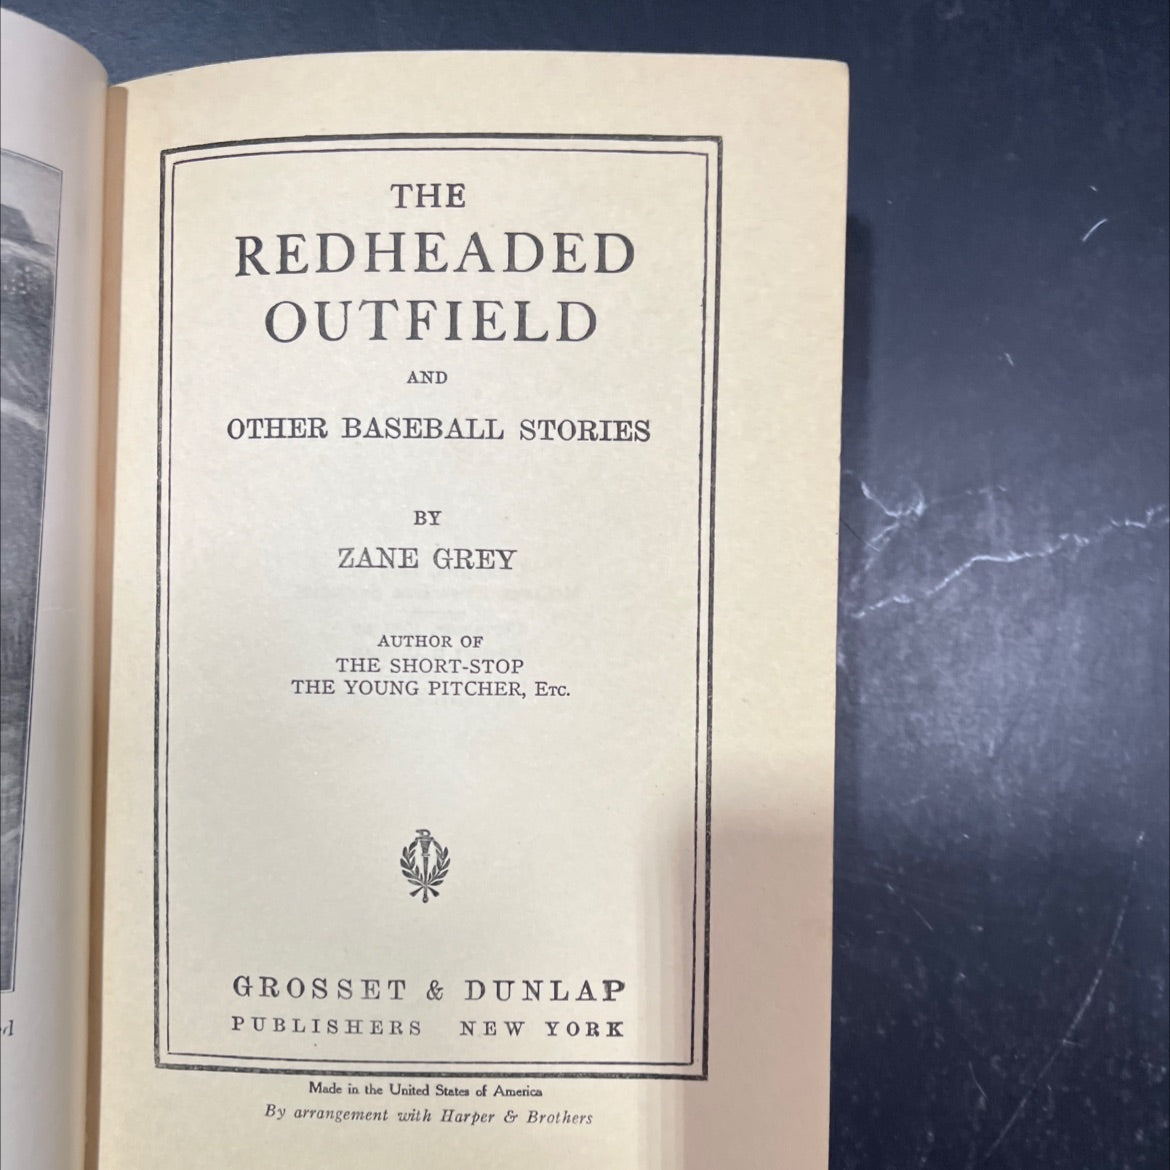 THE
REDHEADED
OUTFIELD
AND
OTHER BASEBALL STORIES
BY
ZANE GREY
AUTHOR OF
THE SHORT-STOP
THE YOUNG PITCHER, ETC.
GROSSET & DUNLAP
PUBLISHERS NEW YORK
Made in the United States of America
By arrangement with Harper & Brothers